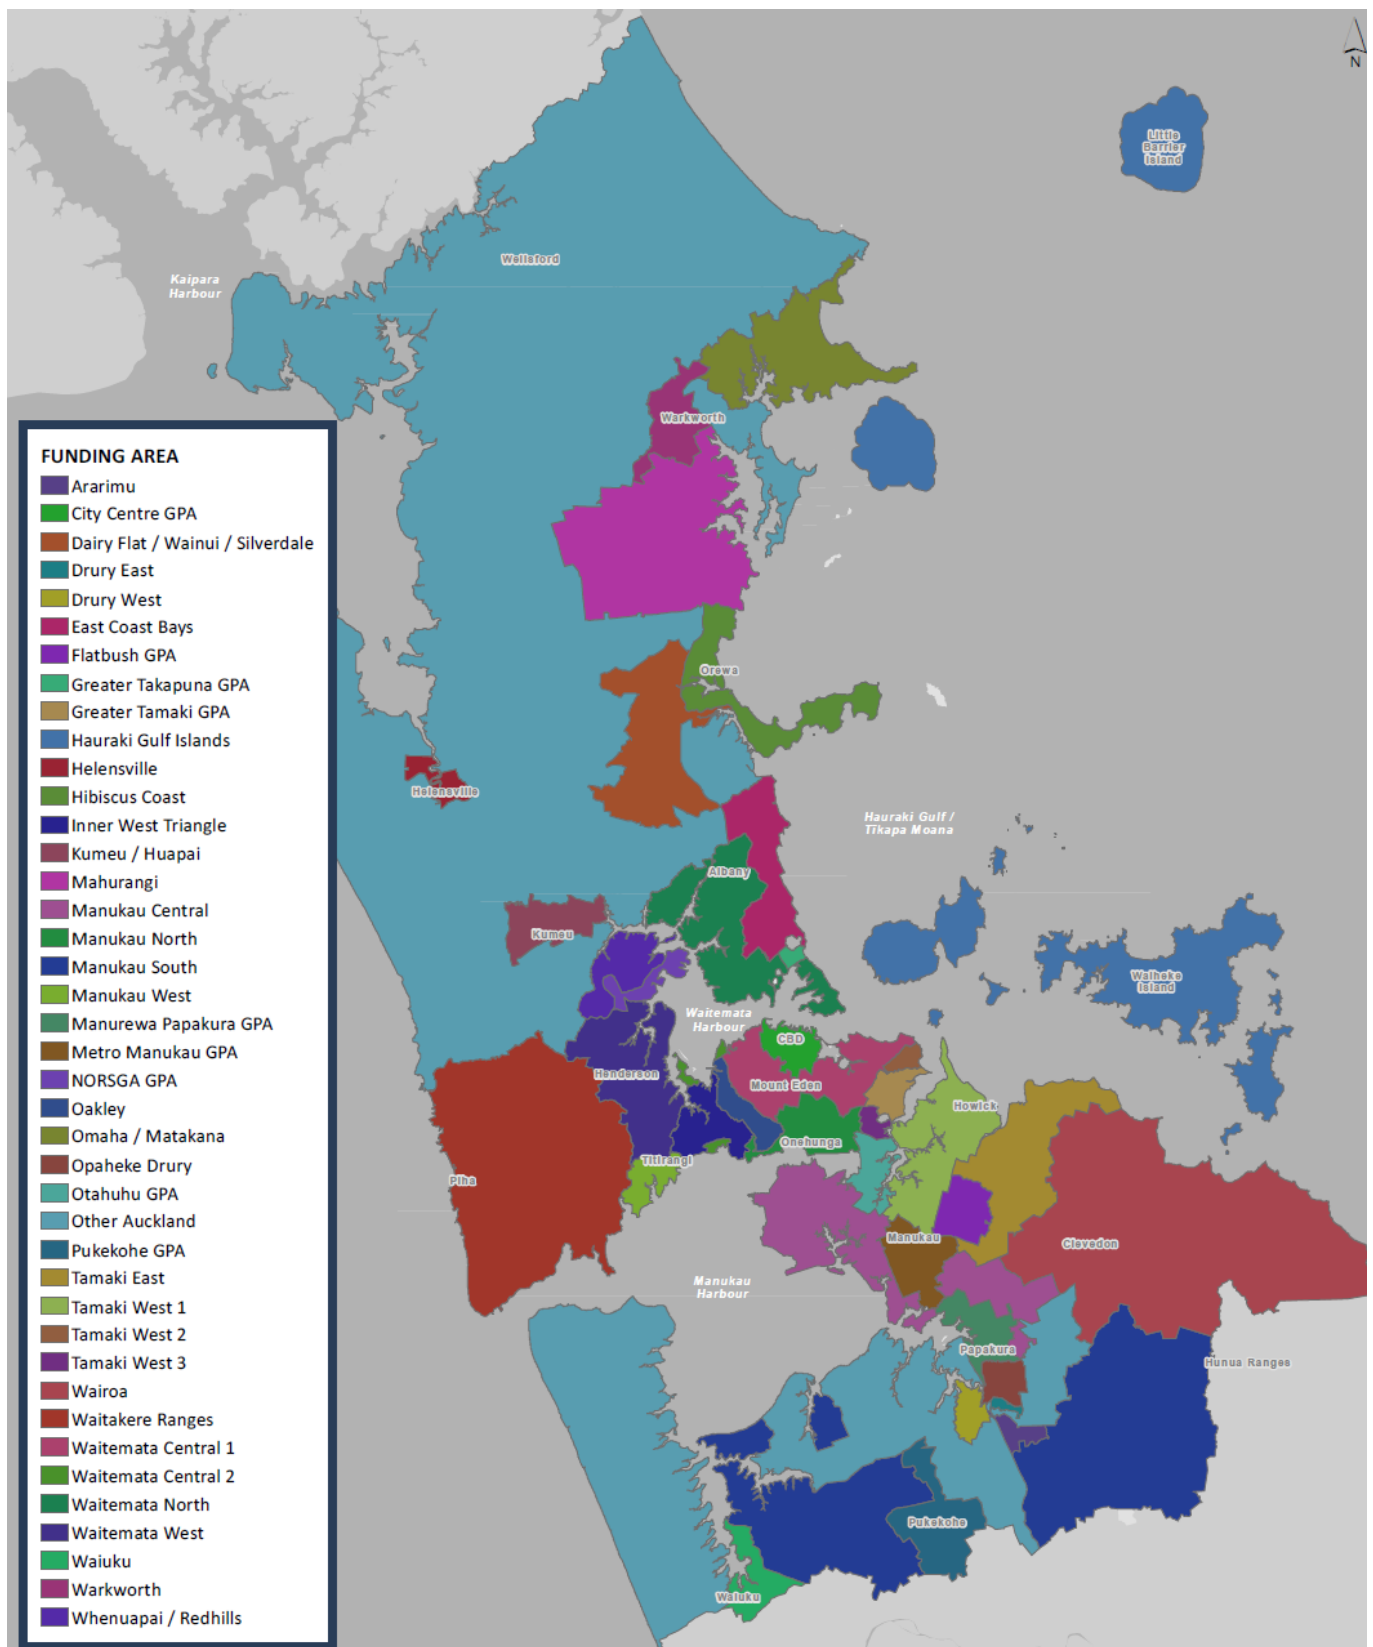 N
Little
Barrier
Island
Wellsford
Kaipara
Harbour
Warkworth
FUNDING AREA
Ararimu
City Centre GPA
Dairy Flat / Wainui / Silverdale
Drury East
Drury West
East Coast Bays
Flatbush GPA
Greater Takapuna GPA
Greater Tamaki GPA
Hauraki Gulf Islands
Helensville
Hibiscus Coast
Inner West Triangle
Kumeu / Huapai
Mahurangi
Manukau Central
Manukau North
Manukau South
Manukau West
Manurewa Papakura GPA
Metro Manukau GPA
NORSGA GPA
Oakley
Omaha / Matakana
Opaheke Drury
Otahuhu GPA
Other Auckland
Pukekohe GPA
Tamaki East
Tamaki West 1
Tamaki West 2
Tamaki West 3
Wairoa
Waitakere Ranges
Waitemata Central 1
Waitemata Central 2
Waitemata North
Waitemata West
Waiuku
Warkworth
Whenuapai / Redhills
Orewa
Helensville
Hauraki Gulf /
Tīkapa Moana
Albany
Kumeu
Waiheke
Island
Waitemata
Harbour
CBD
Henderson
Mount Eden
Howick
Onehunga
Titirangi
Piha
Manukau
Clevedon
Manukau
Harbour
Papakura
Hunua Ranges
Pukekohe
Waiuku